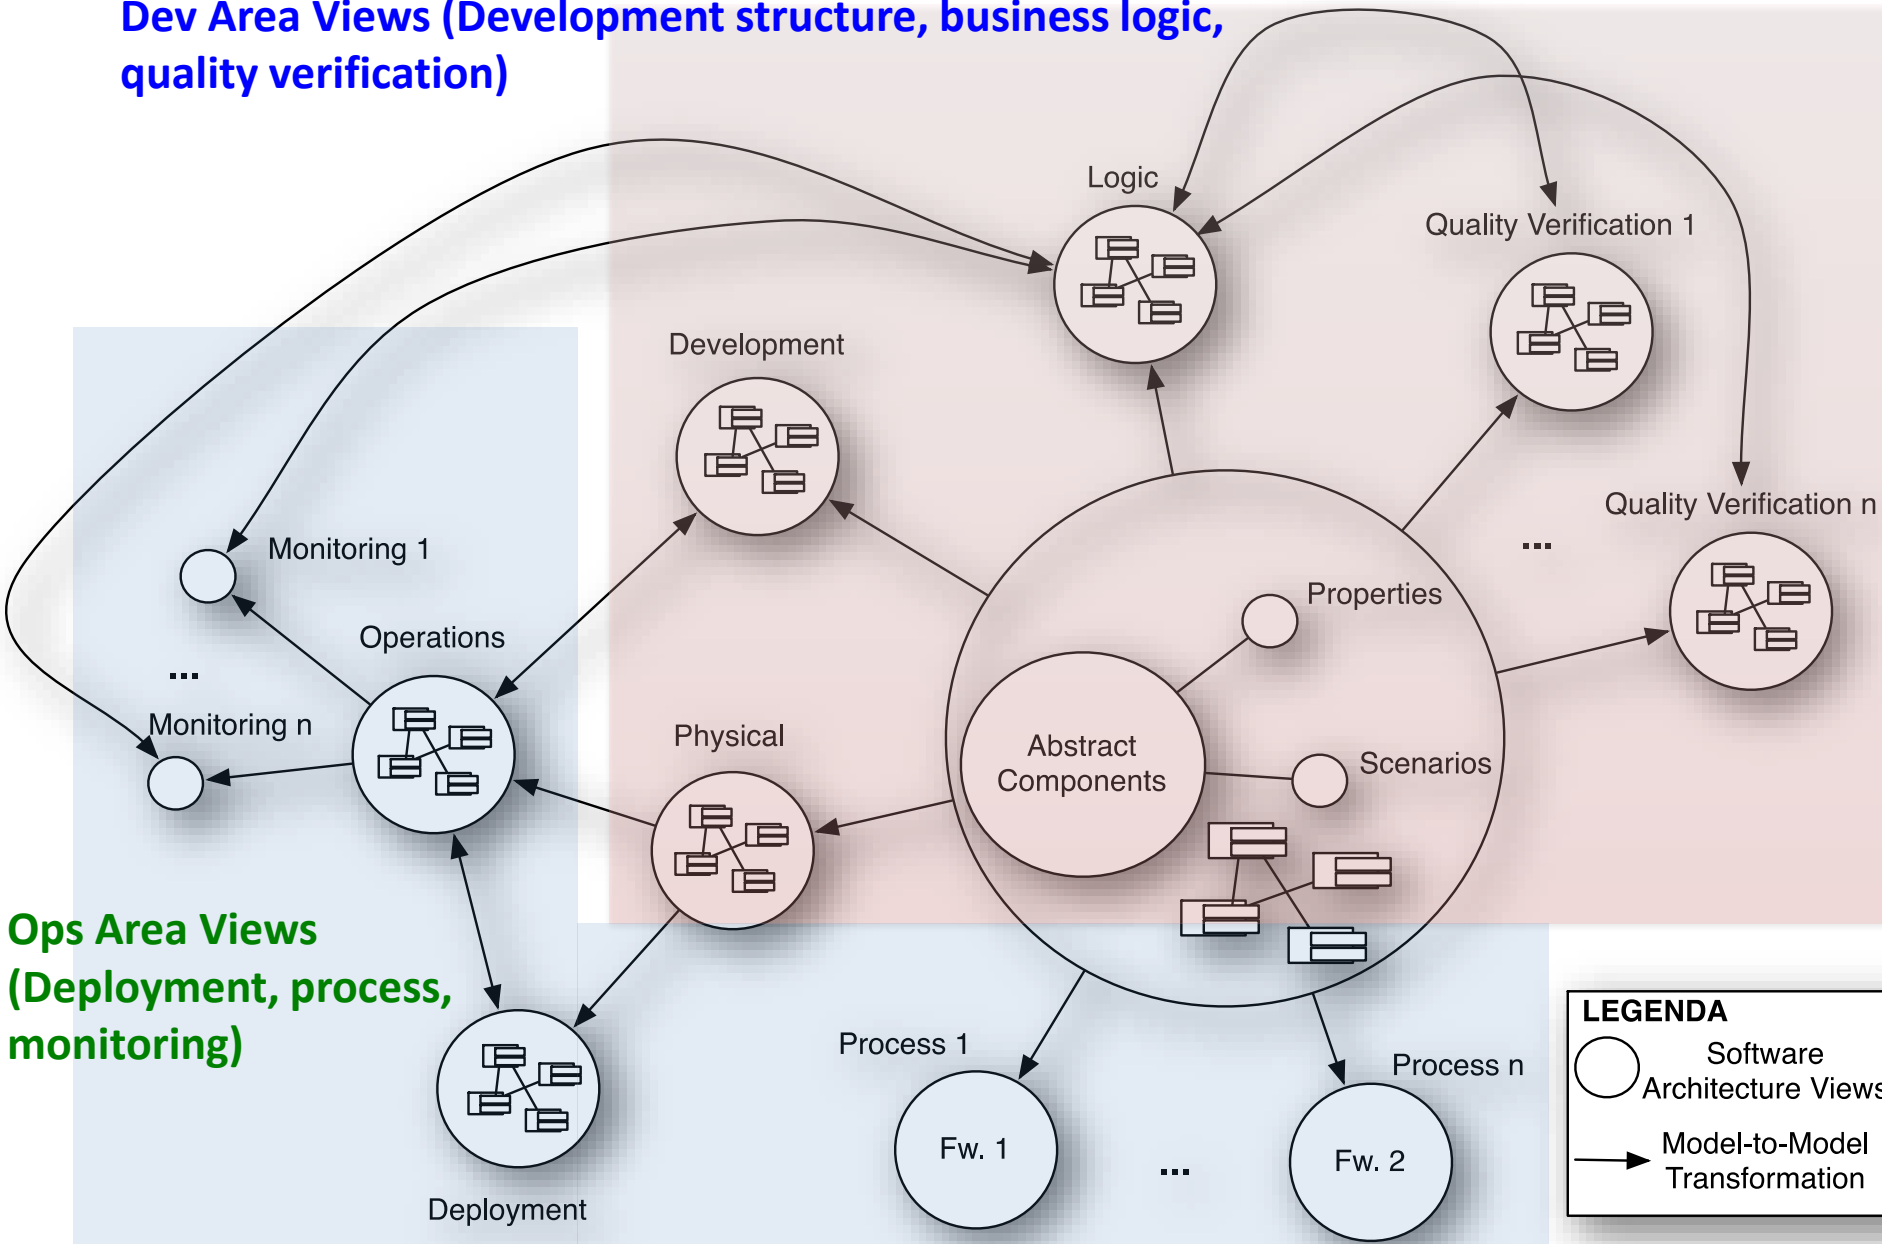 Dev Area Views (Development structure, business logic,
quality verification)
Logic
Quality Verification 1
Development
Quality Verification n
...
Monitoring 1
Properties
Operations
...
Monitoring n
Physical
Abstract
Components
Scenarios
Ops Area Views
(Deployment, process,
monitoring)
Process 1
Process n
Fw. 1
...
Fw. 2
Deployment
LEGENDA
Software
Architecture Views
Model-to-Model
Transformation